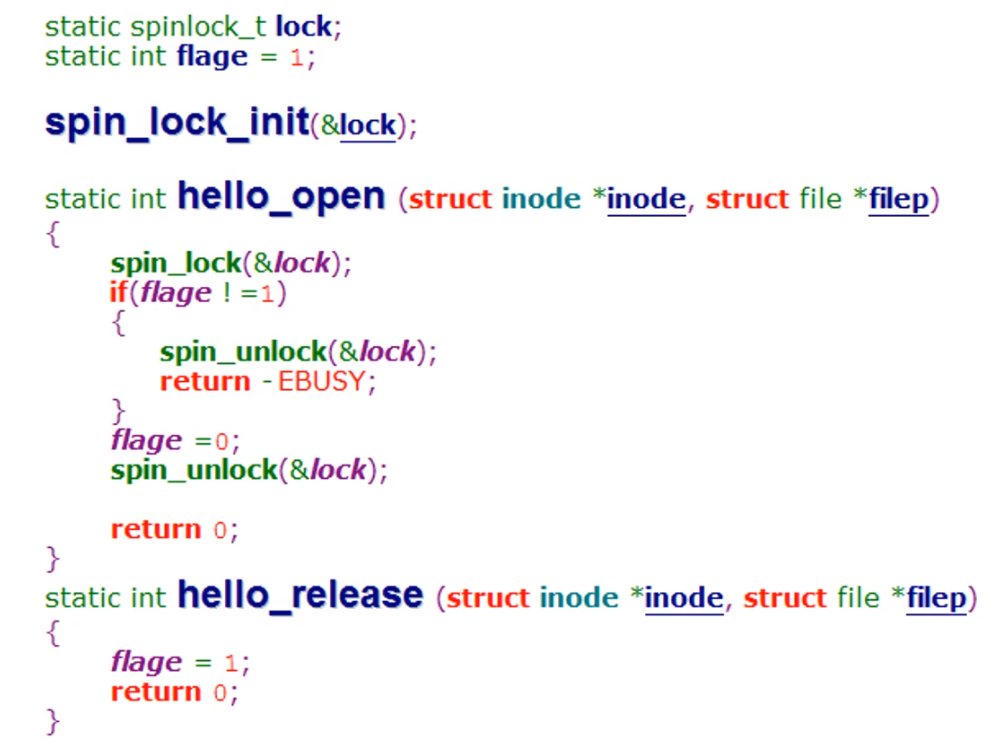 static spinlock_t lock;
static int flage = 1;
spin_lock_init(&lock);
static int hello_open (struct inode *inode, struct file *filep)
{
spin_lock(&lock);
if(flage ! =1)
{
spin_unlock(&lock);
return -EBUSY;
}
flage =0;
spin_unlock(&lock);
return 0;
}
static int hello_release (struct inode *inode, struct file *filep)
{
flage = 1;
return 0;
}